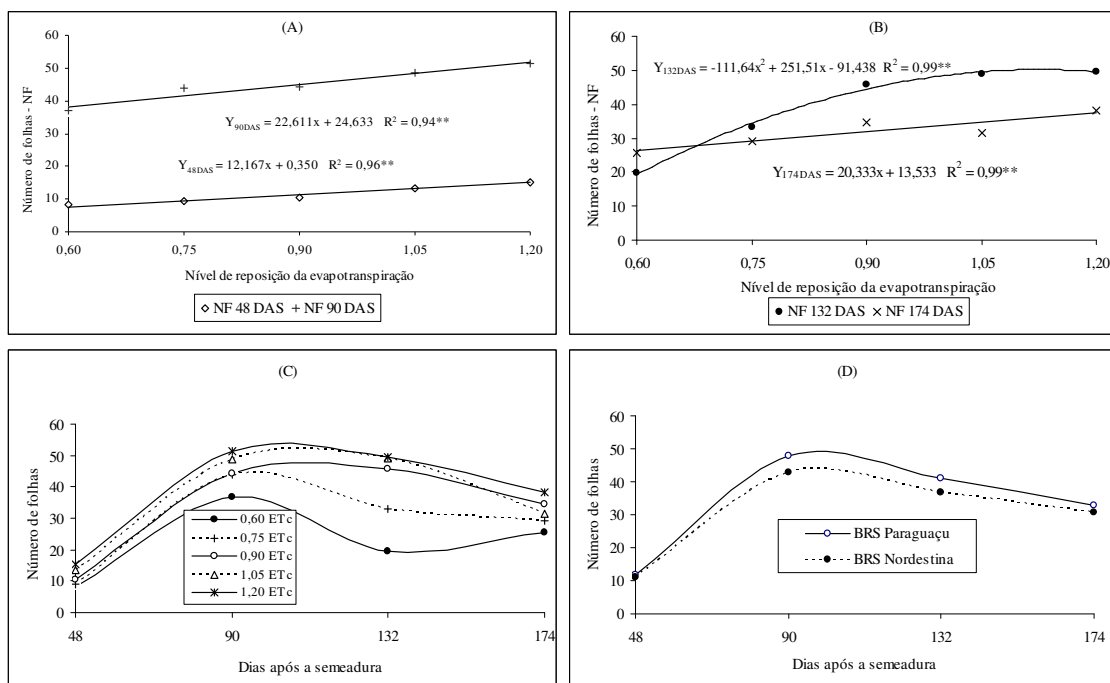 (A)
60
50
40
30
20
10
0
Número de folhas - NF
Y90DAS = 22,611x + 24,633 R² = 0,94**
Y48DAS = 12,167x + 0,350 R² = 0,96**
0,60 0,75 0,90 1,05 1,20
Nível de reposição da evapotranspiração
NF 48 DAS NF 90 DAS
(B)
60
50
40
30
20
10
0
Número de folhas - NF
Y132DAS = -111,64x² + 251,51x - 91,438 R² = 0,99**
Y174DAS = 20,333x + 13,533 R² = 0,99**
0,60 0,75 0,90 1,05 1,20
Nível de reposição da evapotranspiração
NF 132 DAS NF 174 DAS
(C)
60
50
40
30
20
10
0
Número de folhas
0,60 ETc
0,75 ETc
0,90 ETc
1,05 ETc
1,20 ETc
48 90 132 174
Dias após a semeadura
(D)
60
50
40
30
20
10
0
Número de folhas
BRS Paraguaçu
BRS Nordestina
48 90 132 174
Dias após a semeadura